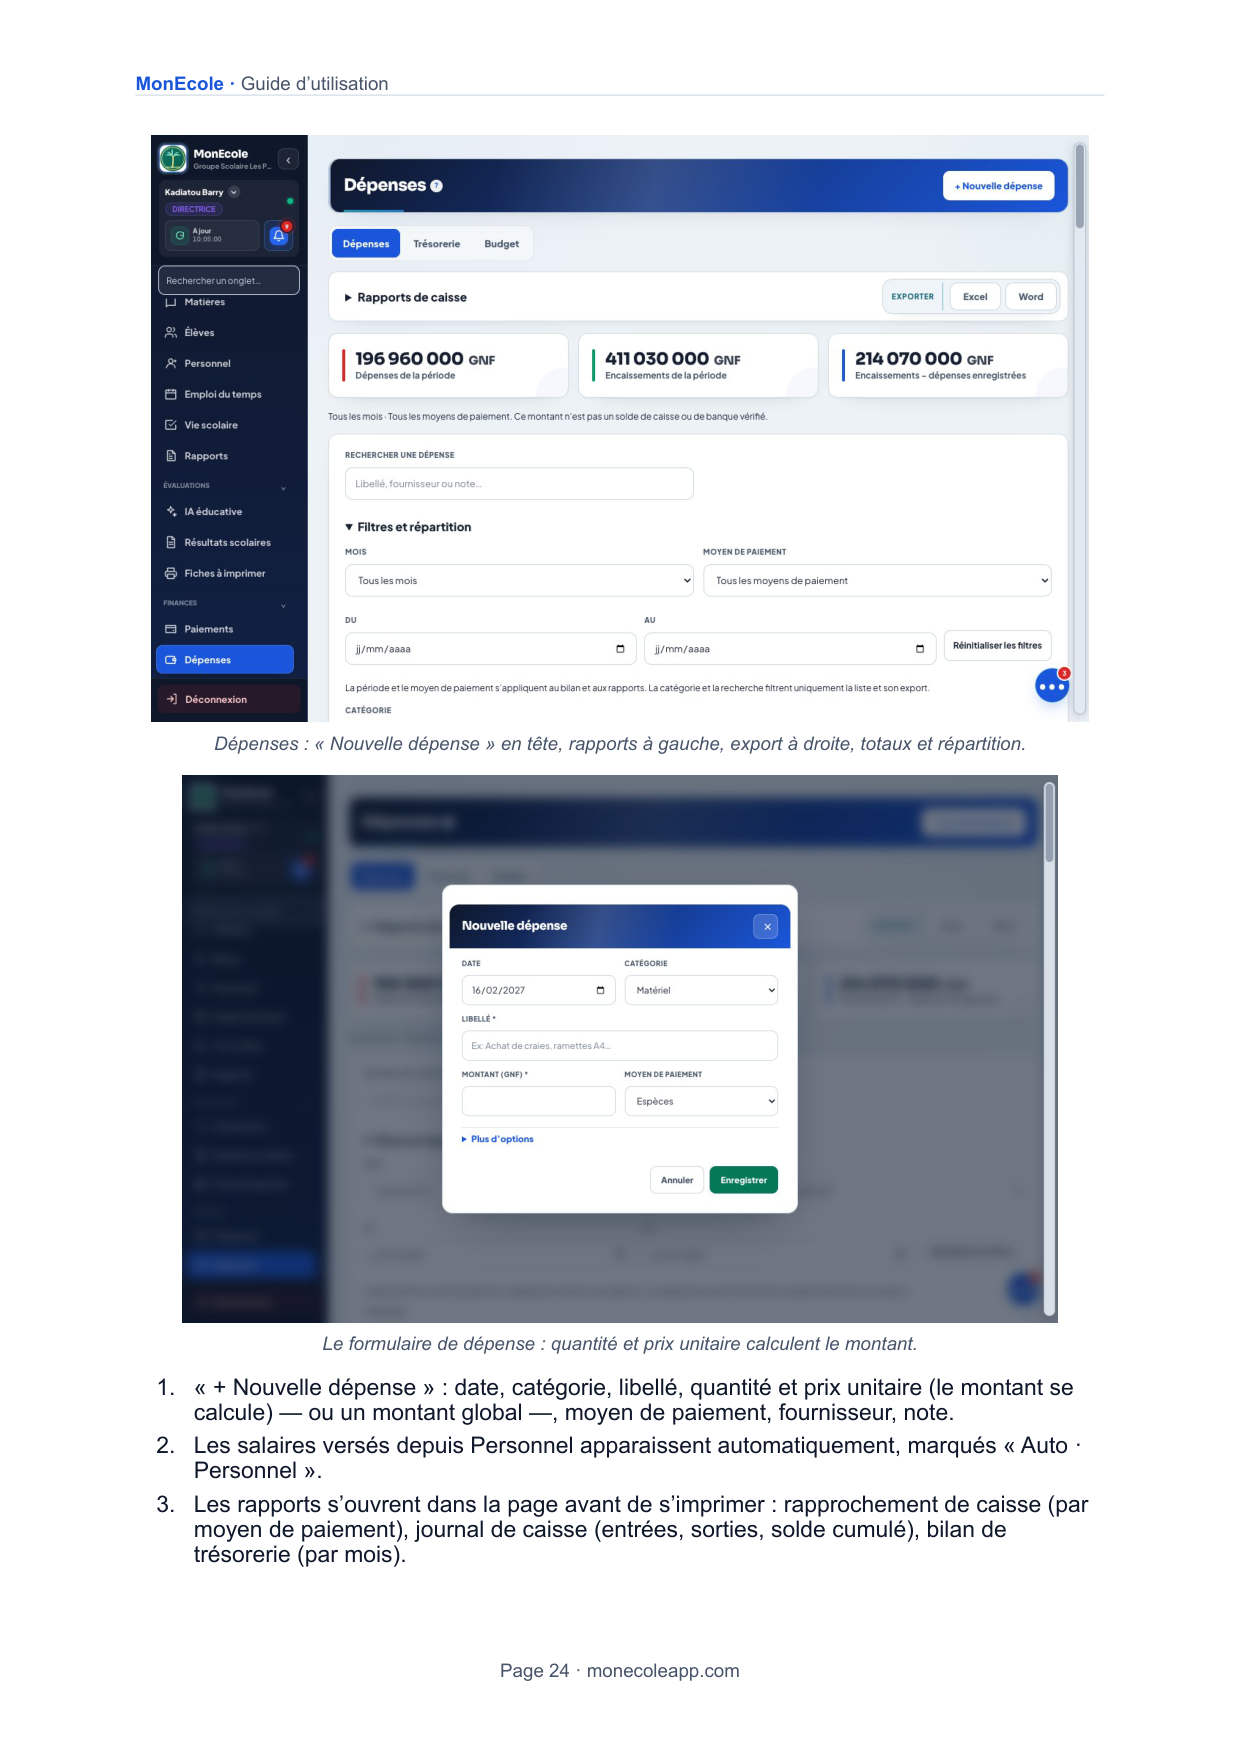 MonEcole · Guide d’utilisation
MonEcole
Groupe Scolaire Les P...
Kadiatou Barry
DIRECTRICE
À jour
10:05:00
9
Rechercher un onglet...
Matières
Élèves
Personnel
Emploi du temps
Vie scolaire
Rapports
ÉVALUATIONS
IA éducative
Résultats scolaires
Fiches à imprimer
FINANCES
Paiements
Dépenses
Déconnexion
Dépenses ?
+ Nouvelle dépense
Dépenses Trésorerie Budget
Rapports de caisse
EXPORTER Excel Word
196 960 000 GNF
Dépenses de la période
411 030 000 GNF
Encaissements de la période
214 070 000 GNF
Encaissements – dépenses enregistrées
Tous les mois · Tous les moyens de paiement. Ce montant n’est pas un solde de caisse ou de banque vérifié.
RECHERCHER UNE DÉPENSE
Libellé, fournisseur ou note...
Filtres et répartition
MOIS MOYEN DE PAIEMENT
Tous les mois Tous les moyens de paiement
DU AU
jj/mm/aaaa jj/mm/aaaa Réinitialiser les filtres
La période et le moyen de paiement s’appliquent au bilan et aux rapports. La catégorie et la recherche filtrent uniquement la liste et son export.
3
CATÉGORIE
Dépenses : « Nouvelle dépense » en tête, rapports à gauche, export à droite, totaux et répartition.
Nouvelle dépense
DATE CATÉGORIE
16/02/2027 Matériel
LIBELLÉ *
Ex: Achat de craies, ramettes A4...
MONTANT (GNF) * MOYEN DE PAIEMENT
Espèces
Plus d’options
Annuler Enregistrer
Le formulaire de dépense : quantité et prix unitaire calculent le montant.
1. « + Nouvelle dépense » : date, catégorie, libellé, quantité et prix unitaire (le montant se
calcule) — ou un montant global —, moyen de paiement, fournisseur, note.
2. Les salaires versés depuis Personnel apparaissent automatiquement, marqués « Auto ·
Personnel ».
3. Les rapports s’ouvrent dans la page avant de s’imprimer : rapprochement de caisse (par
moyen de paiement), journal de caisse (entrées, sorties, solde cumulé), bilan de
trésorerie (par mois).
Page 24 · monecoleapp.com